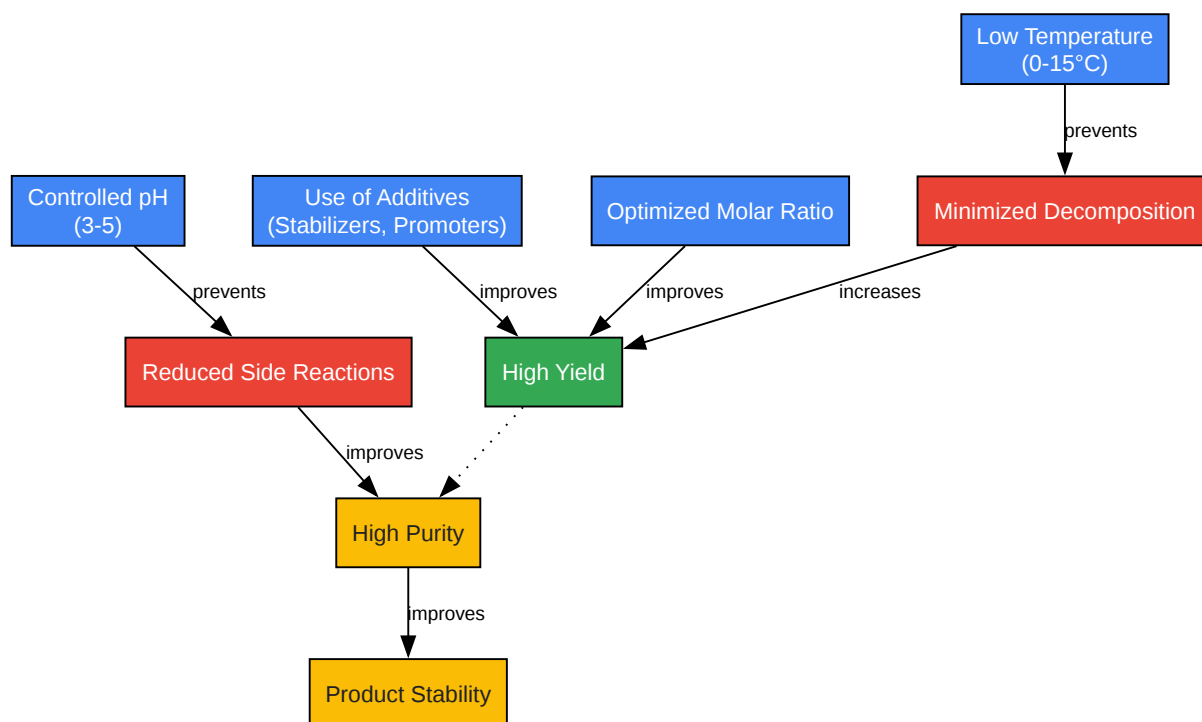 Low Temperature
(0-15°C)
prevents
Controlled pH
(3-5)
Use of Additives
(Stabilizers, Promoters)
Optimized Molar Ratio
Minimized Decomposition
prevents
improves
improves
increases
Reduced Side Reactions
High Yield
improves
High Purity
improves
Product Stability